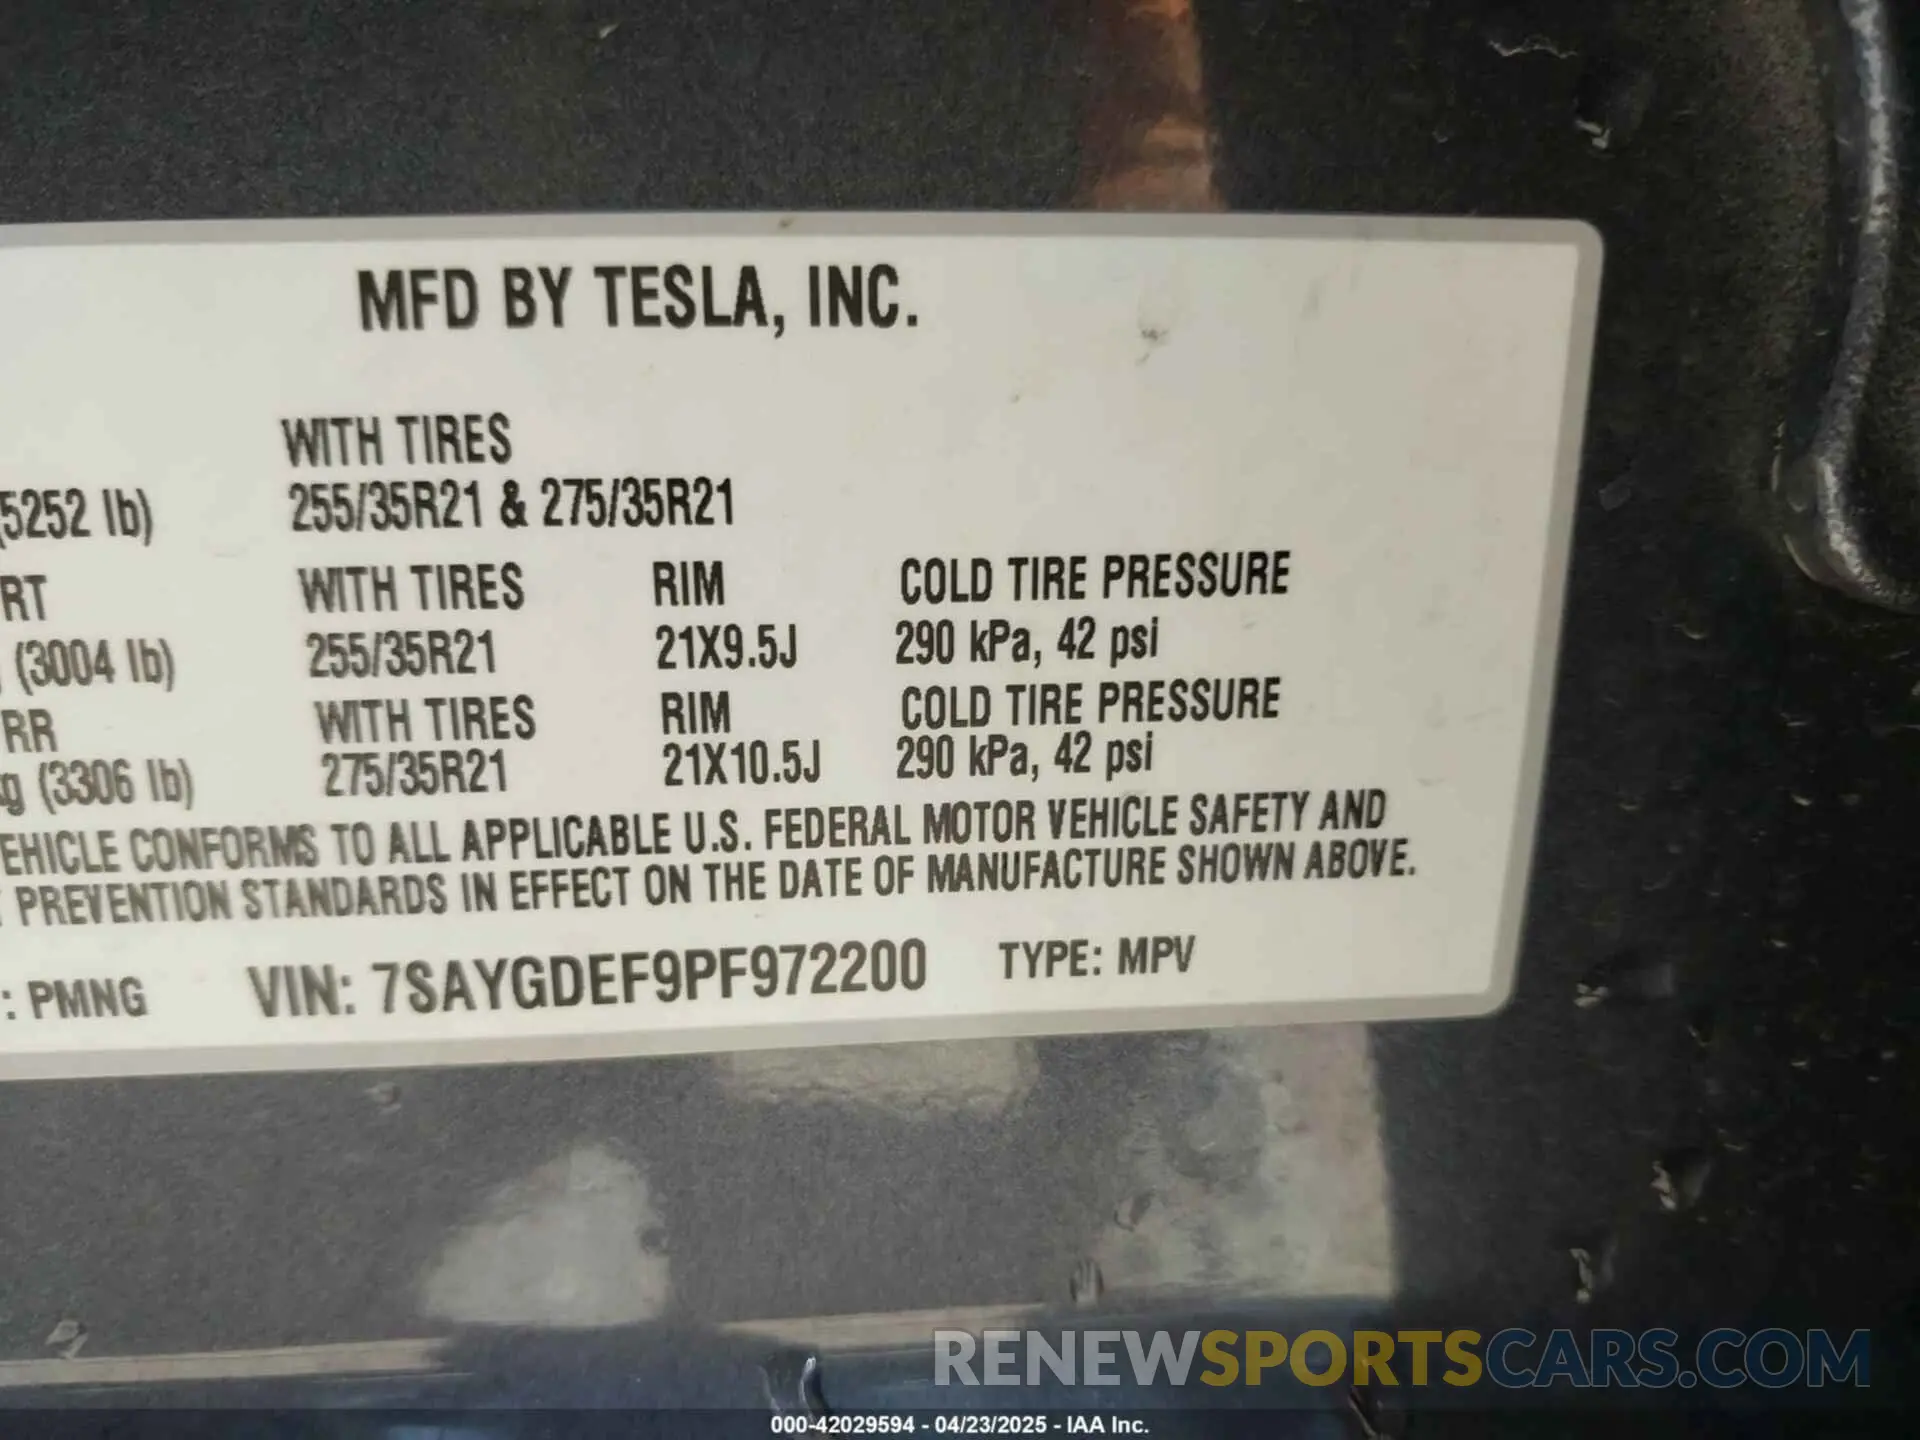 MFD BY TESLA, INC.
WITH TIRES
5252 lb) 255/35R21 & 275/35R21
RT WITH TIRES RIM COLD TIRE PRESSURE
(3004 lb) 255/35R21 21X9.5J 290 kPa, 42 psi
RR WITH TIRES RIM COLD TIRE PRESSURE
g (3306 lb) 275/35R21 21X10.5J 290 kPa, 42 psi
EHICLE CONFORMS TO ALL APPLICABLE U.S. FEDERAL MOTOR VEHICLE SAFETY AND
PREVENTION STANDARDS IN EFFECT ON THE DATE OF MANUFACTURE SHOWN ABOVE.
: PMNG VIN: 7SAYGDEF9PF972200 TYPE: MPV
RENEWSPORTSCARS.COM
000-42029594 - 04/23/2025 - IAA Inc.